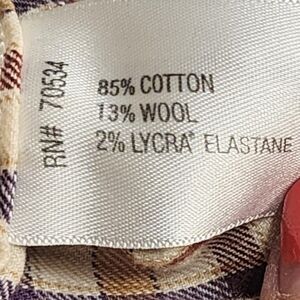 RN# 70534
85% COTTON
13% WOOL
2% LYCRA® ELASTANE